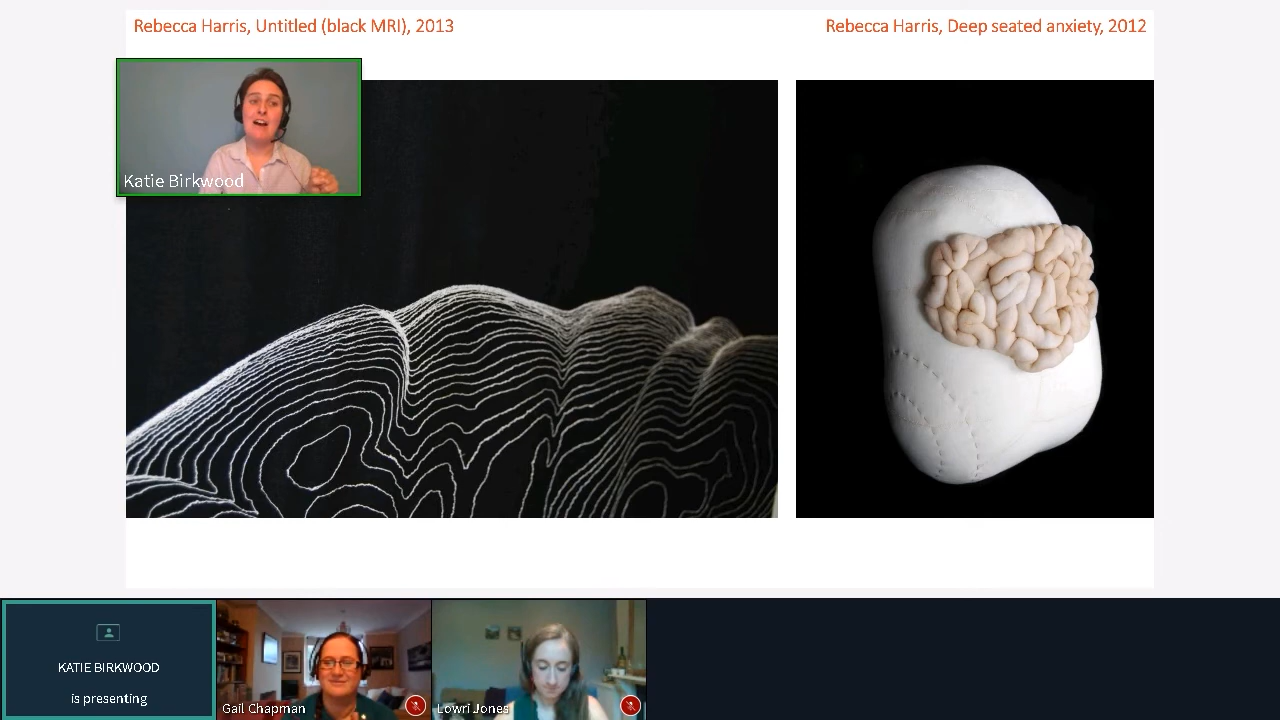 Rebecca Harris, Untitled (black MRI), 2013
Rebecca Harris, Deep seated anxiety, 2012
Katie Birkwood
KATIE BIRKWOOD
is presenting
Gail Chapman
Lowri Jones